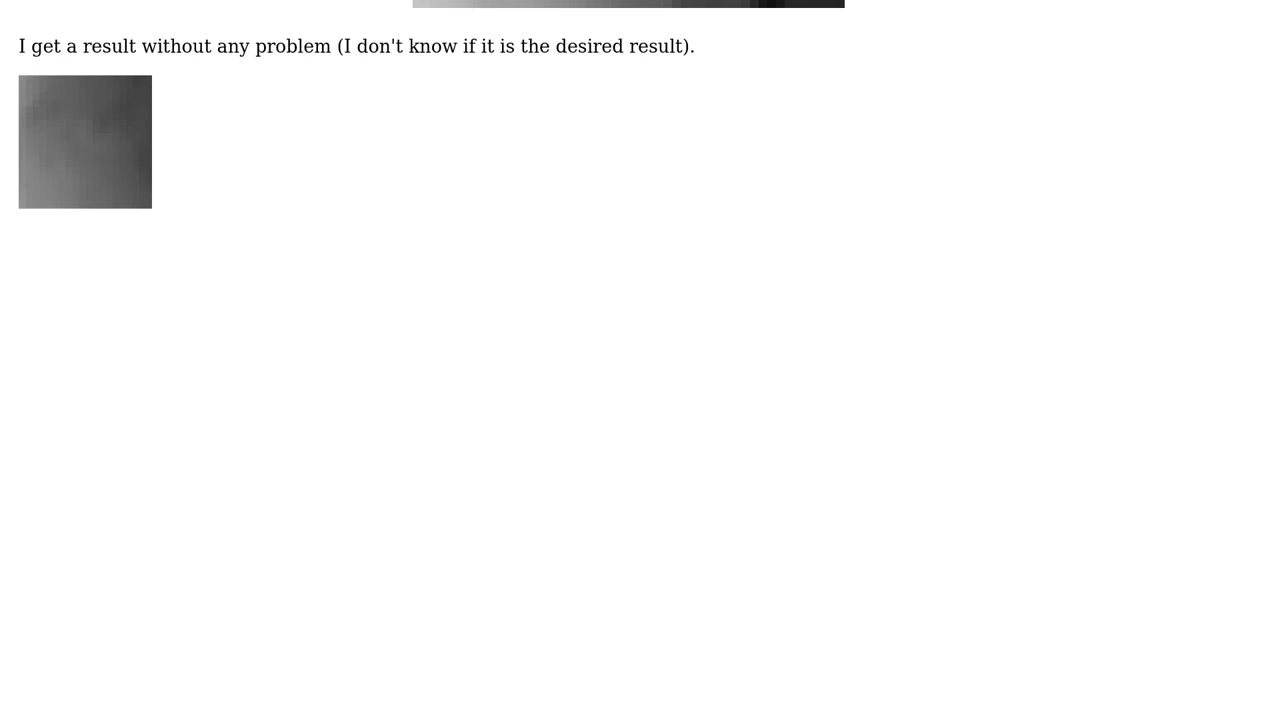 I get a result without any problem (I don't know if it is the desired result).